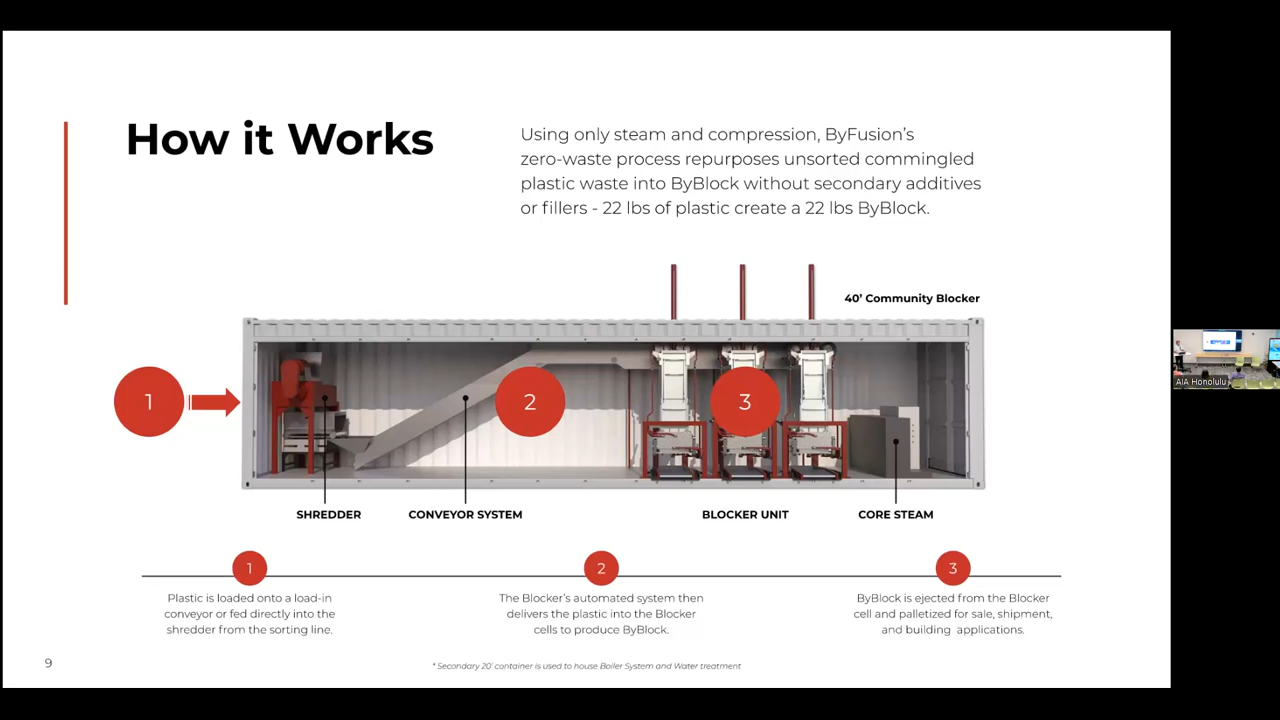 How it Works
Using only steam and compression, ByFusion's
zero-waste process repurposes unsorted commingled
plastic waste into ByBlock without secondary additives
or fillers - 22 lbs of plastic create a 22 lbs ByBlock.
40' Community Blocker
1
2
3
SHREDDER
CONVEYOR SYSTEM
BLOCKER UNIT
CORE STEAM
1
Plastic is loaded onto a load-in
conveyor or fed directly into the
shredder from the sorting line.
2
The Blocker's automated system then
delivers the plastic into the Blocker
cells to produce ByBlock.
3
ByBlock is ejected from the Blocker
cell and palletized for sale, shipment,
and building applications.
9
* Secondary 20' container is used to house Boiler System and Water treatment
AIA Honolulu